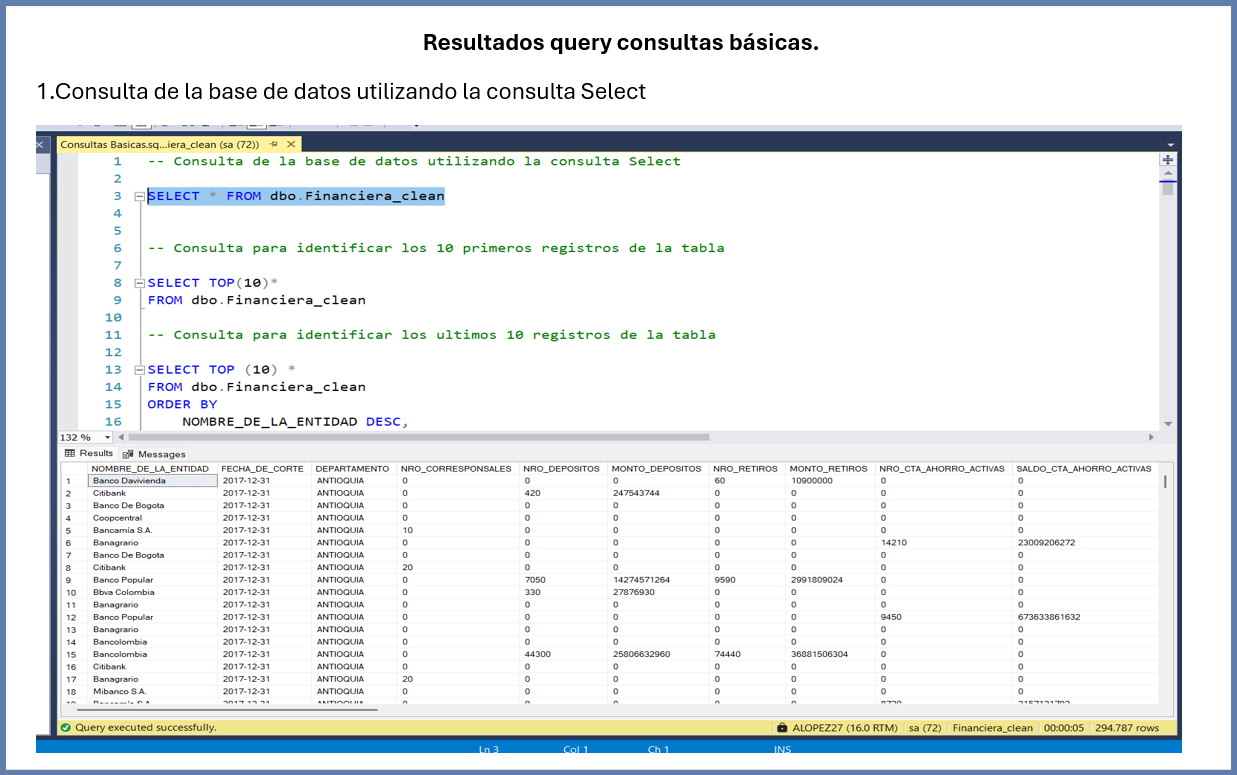 Resultados query consultas básicas.
1.Consulta de la base de datos utilizando la consulta Select
Consultas Basicas.sq...iera_clean (sa (72))
1 -- Consulta de la base de datos utilizando la consulta Select
2
3 SELECT * FROM dbo.Financiera_clean
4
5
6 -- Consulta para identificar los 10 primeros registros de la tabla
7
8 SELECT TOP(10)*
9 FROM dbo.Financiera_clean
10
11 -- Consulta para identificar los ultimos 10 registros de la tabla
12
13 SELECT TOP (10) *
14 FROM dbo.Financiera_clean
15 ORDER BY
16 NOMBRE_DE_LA_ENTIDAD DESC,
132 %
Results Messages
NOMBRE_DE_LA_ENTIDAD FECHA_DE_CORTE DEPARTAMENTO NRO_CORRESPONSALES NRO_DEPOSITOS MONTO_DEPOSITOS NRO_RETIROS MONTO_RETIROS NRO_CTA_AHORRO_ACTIVAS SALDO_CTA_AHORRO_ACTIVAS
1 Banco Davivienda 2017-12-31 ANTIOQUIA 0 0 0 60 10900000 0 0
2 Citibank 2017-12-31 ANTIOQUIA 0 420 247543744 0 0 0 0
3 Banco De Bogota 2017-12-31 ANTIOQUIA 0 0 0 0 0 0 0
4 Coopcentral 2017-12-31 ANTIOQUIA 0 0 0 0 0 0 0
5 Bancamía S.A. 2017-12-31 ANTIOQUIA 10 0 0 0 0 0 0
6 Banagrario 2017-12-31 ANTIOQUIA 0 0 0 0 0 14210 23009206272
7 Banco De Bogota 2017-12-31 ANTIOQUIA 0 0 0 0 0 0 0
8 Citibank 2017-12-31 ANTIOQUIA 20 0 0 0 0 0 0
9 Banco Popular 2017-12-31 ANTIOQUIA 0 7050 14274571264 9590 2991809024 0 0
10 Bbva Colombia 2017-12-31 ANTIOQUIA 0 330 27876930 0 0 0 0
11 Banagrario 2017-12-31 ANTIOQUIA 0 0 0 0 0 0 0
12 Banco Popular 2017-12-31 ANTIOQUIA 0 0 0 0 0 9450 673633861632
13 Banagrario 2017-12-31 ANTIOQUIA 0 0 0 0 0 0 0
14 Bancolombia 2017-12-31 ANTIOQUIA 0 0 0 0 0 0 0
15 Bancolombia 2017-12-31 ANTIOQUIA 0 44300 25806632960 74440 36881506304 0 0
16 Citibank 2017-12-31 ANTIOQUIA 0 0 0 0 0 0 0
17 Banagrario 2017-12-31 ANTIOQUIA 20 0 0 0 0 0 0
18 Mibanco S.A. 2017-12-31 ANTIOQUIA 0 0 0 0 0 0 0
Query executed successfully. ALOPEZ27 (16.0 RTM) sa (72) Financiera_clean 00:00:05 294.787 rows
Ln 3 Col 1 Ch 1 INS